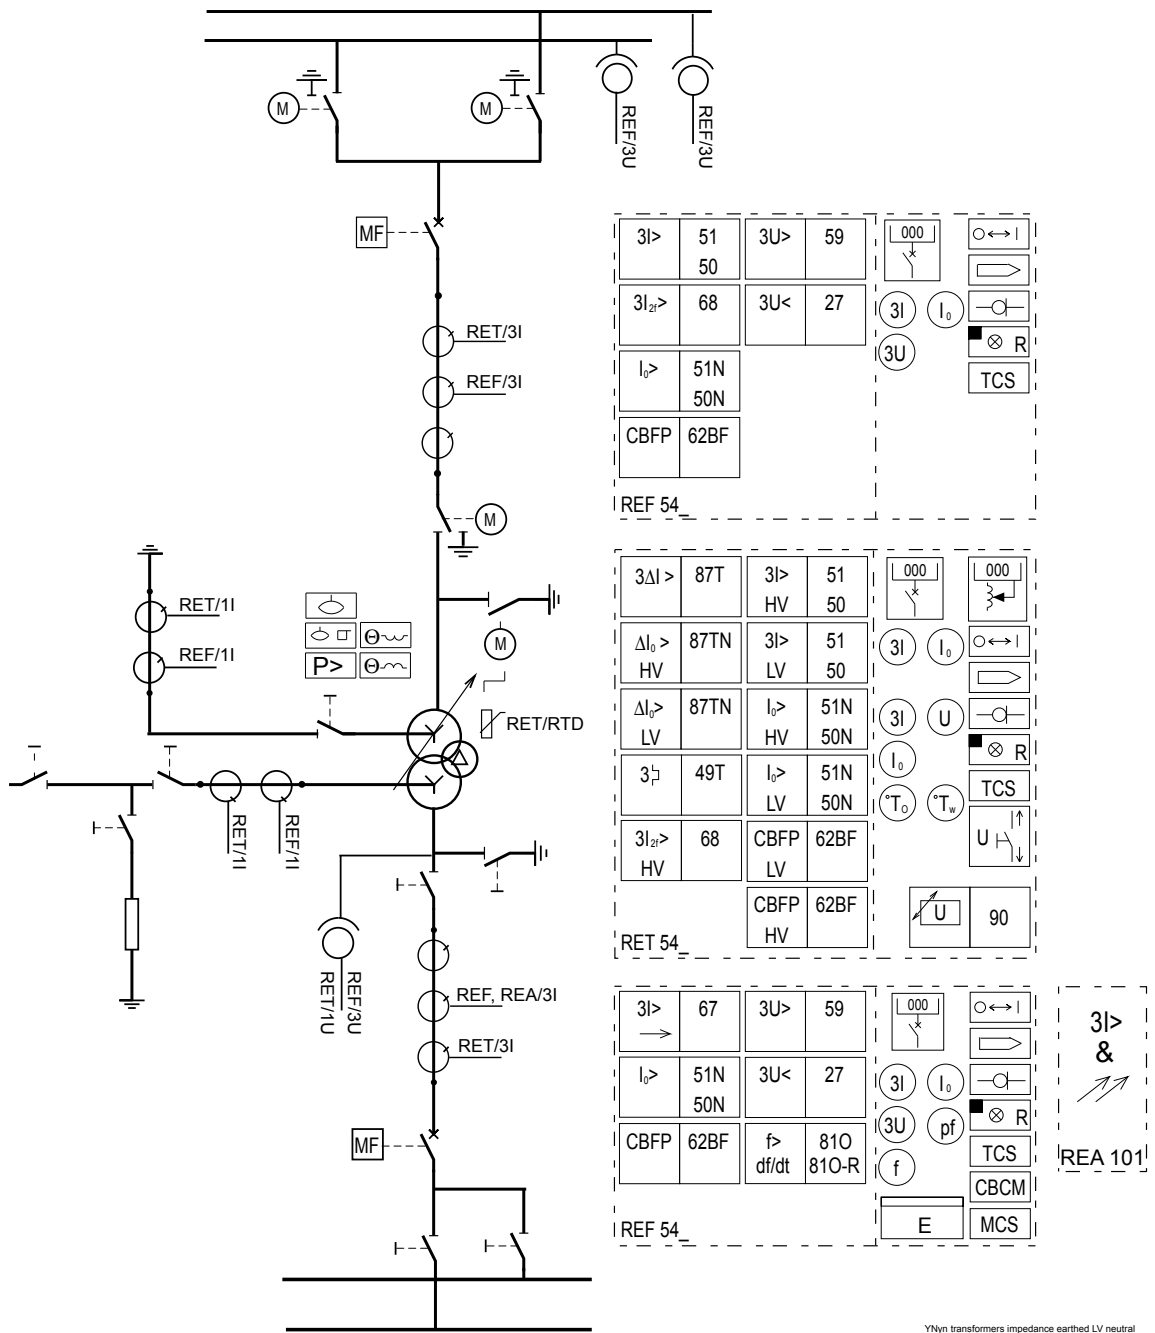 REF/3U
REF/3U
M
M
MF
RET/3I
REF/3I
M
RET/1I
REF/1I
P>
Θ
Θ
M
RET/RTD
RET/1I
REF/1I
REF/3U
RET/1U
REF, REA/3I
RET/3I
MF
3I> 51 3U> 59
50
000
3I₂f> 68 3U< 27
3I I₀
3U
R
I₀> 51N
50N
TCS
CBFP 62BF
REF 54_
3ΔI > 87T 3I> 51
HV 50
000
000
ΔI₀ > 87TN 3I> 51
HV LV 50
3I I₀
ΔI₀> 87TN I₀> 51N
LV HV 50N
3I U
R
I₀
3 49T I₀> 51N
LV 50N
TCS
°T₀ °Tw
3I₂f> 68 CBFP 62BF
HV LV
U
CBFP 62BF
HV
U 90
RET 54_
3I> 67 3U> 59
000
I₀> 51N 3U< 27
50N
3I I₀
R
CBFP 62BF f> 81O
df/dt 81O-R
3U pf
TCS
f
CBCM
E MCS
REF 54_
3I>
&
REA 101
YNyn transformers impedance earthed LV neutral